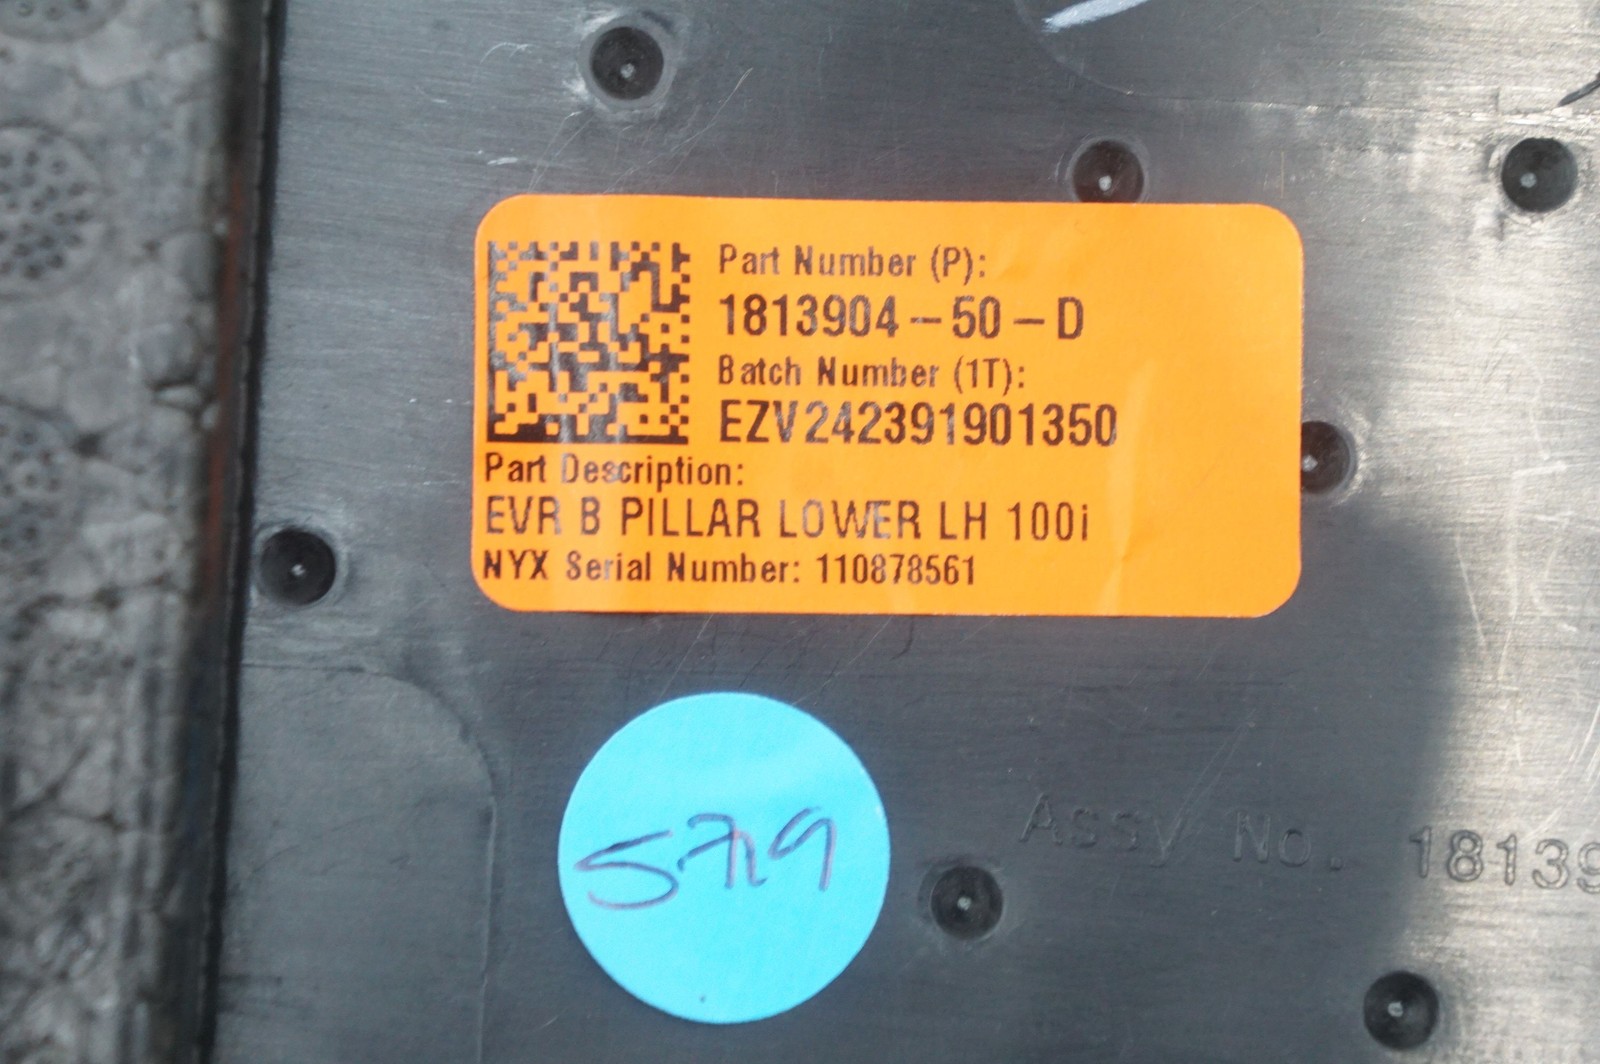 Part Number (P):
1813904-50-D
Batch Number (1T):
EZV242391901350
Part Description:
EVR B PILLAR LOWER LH 100i
NYX Serial Number: 110878561
5719
Assy No. 18139